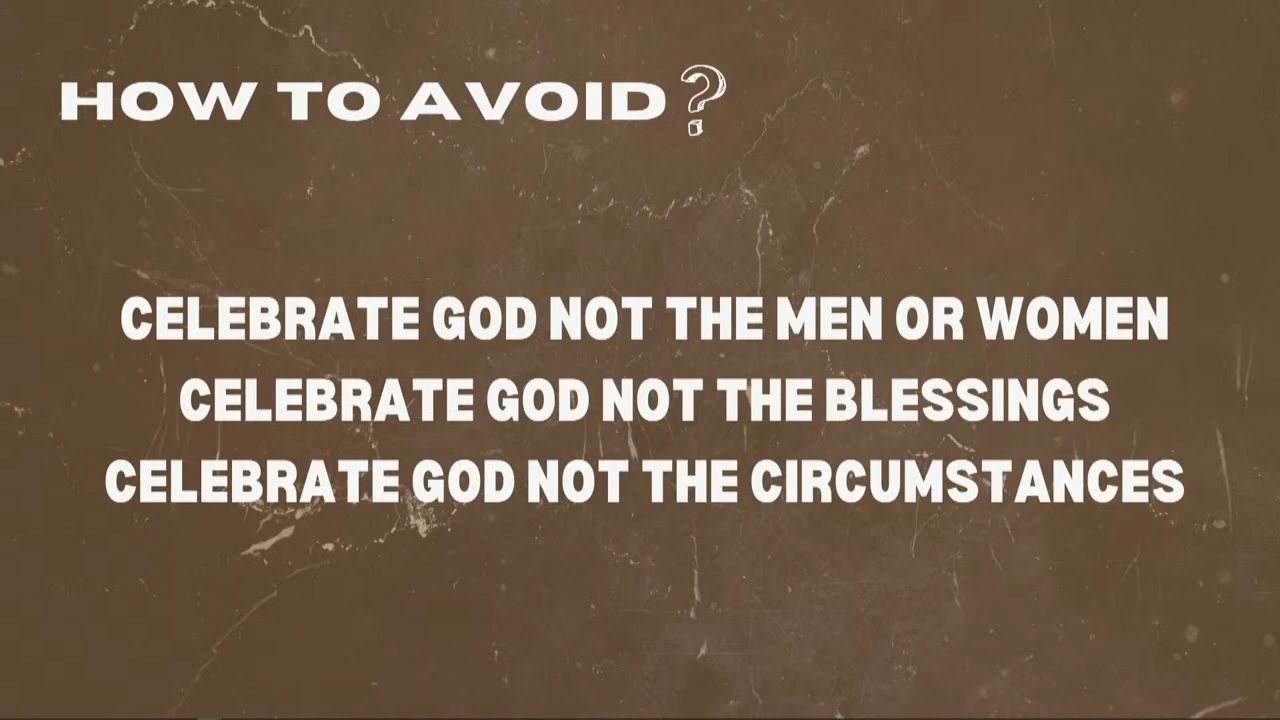 HOW TO AVOID?
CELEBRATE GOD NOT THE MEN OR WOMEN
CELEBRATE GOD NOT THE BLESSINGS
CELEBRATE GOD NOT THE CIRCUMSTANCES